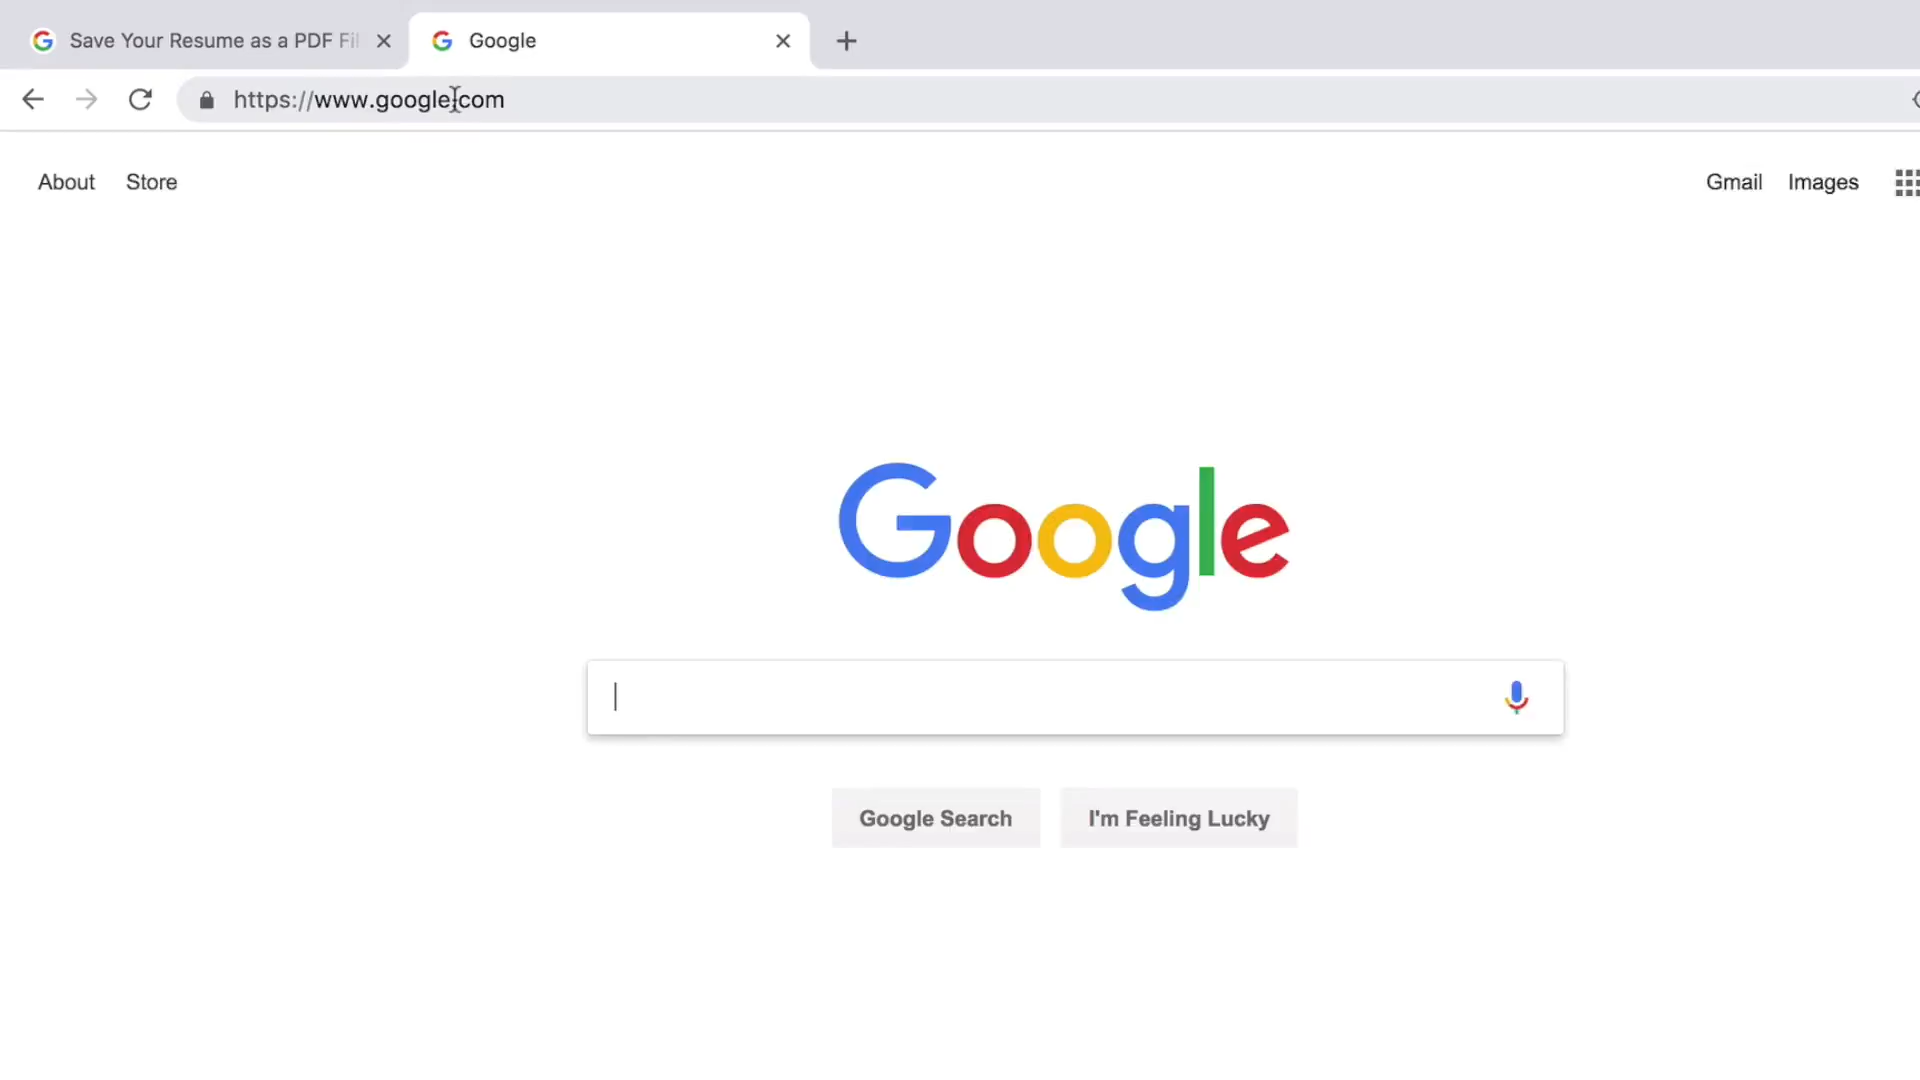 Save Your Resume as a PDF Fil
Google
https://www.google.com
About Store
Gmail Images
Google
Google Search
I'm Feeling Lucky